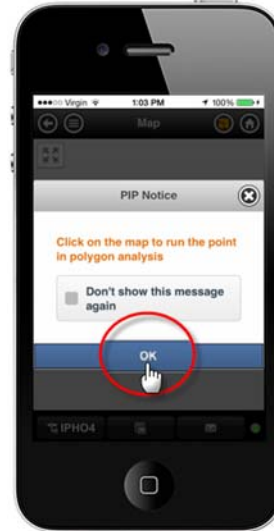 Virgin 1:03 PM 100%
Map
PIP Notice
Click on the map to run the point
in polygon analysis
Don't show this message
again
OK
IPHO4